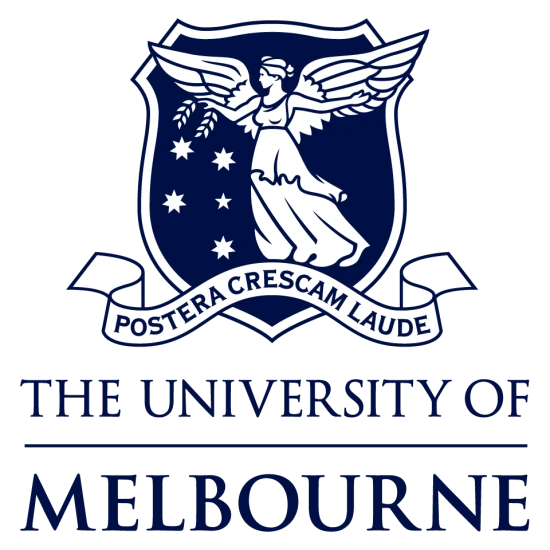 POSTERA CRESCAM LAUDE
THE UNIVERSITY OF
MELBOURNE